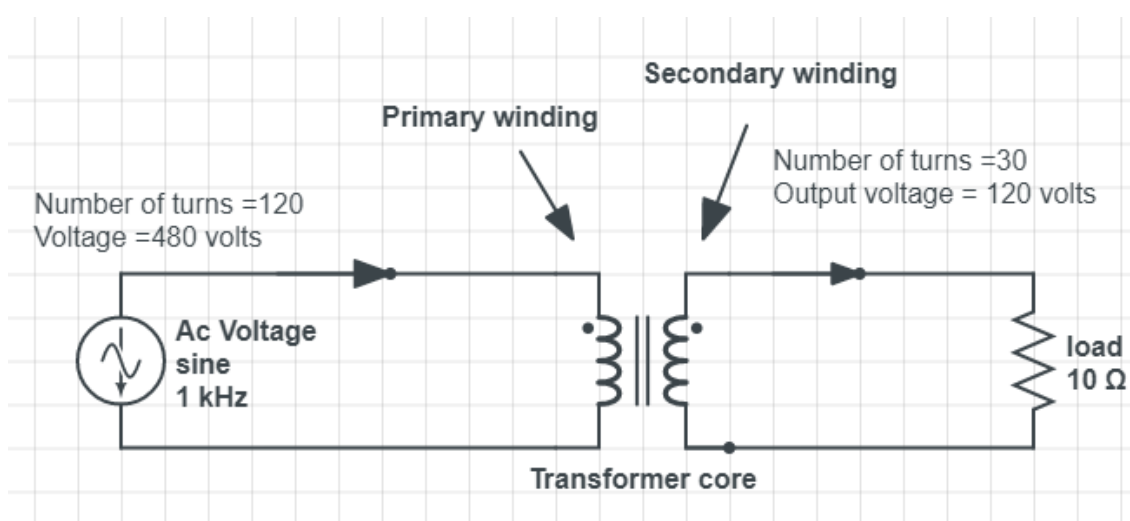 Secondary winding
Primary winding
Number of turns =30
Output voltage = 120 volts
Number of turns =120
Voltage =480 volts
Ac Voltage
sine
1 kHz
load
10 Ω
Transformer core